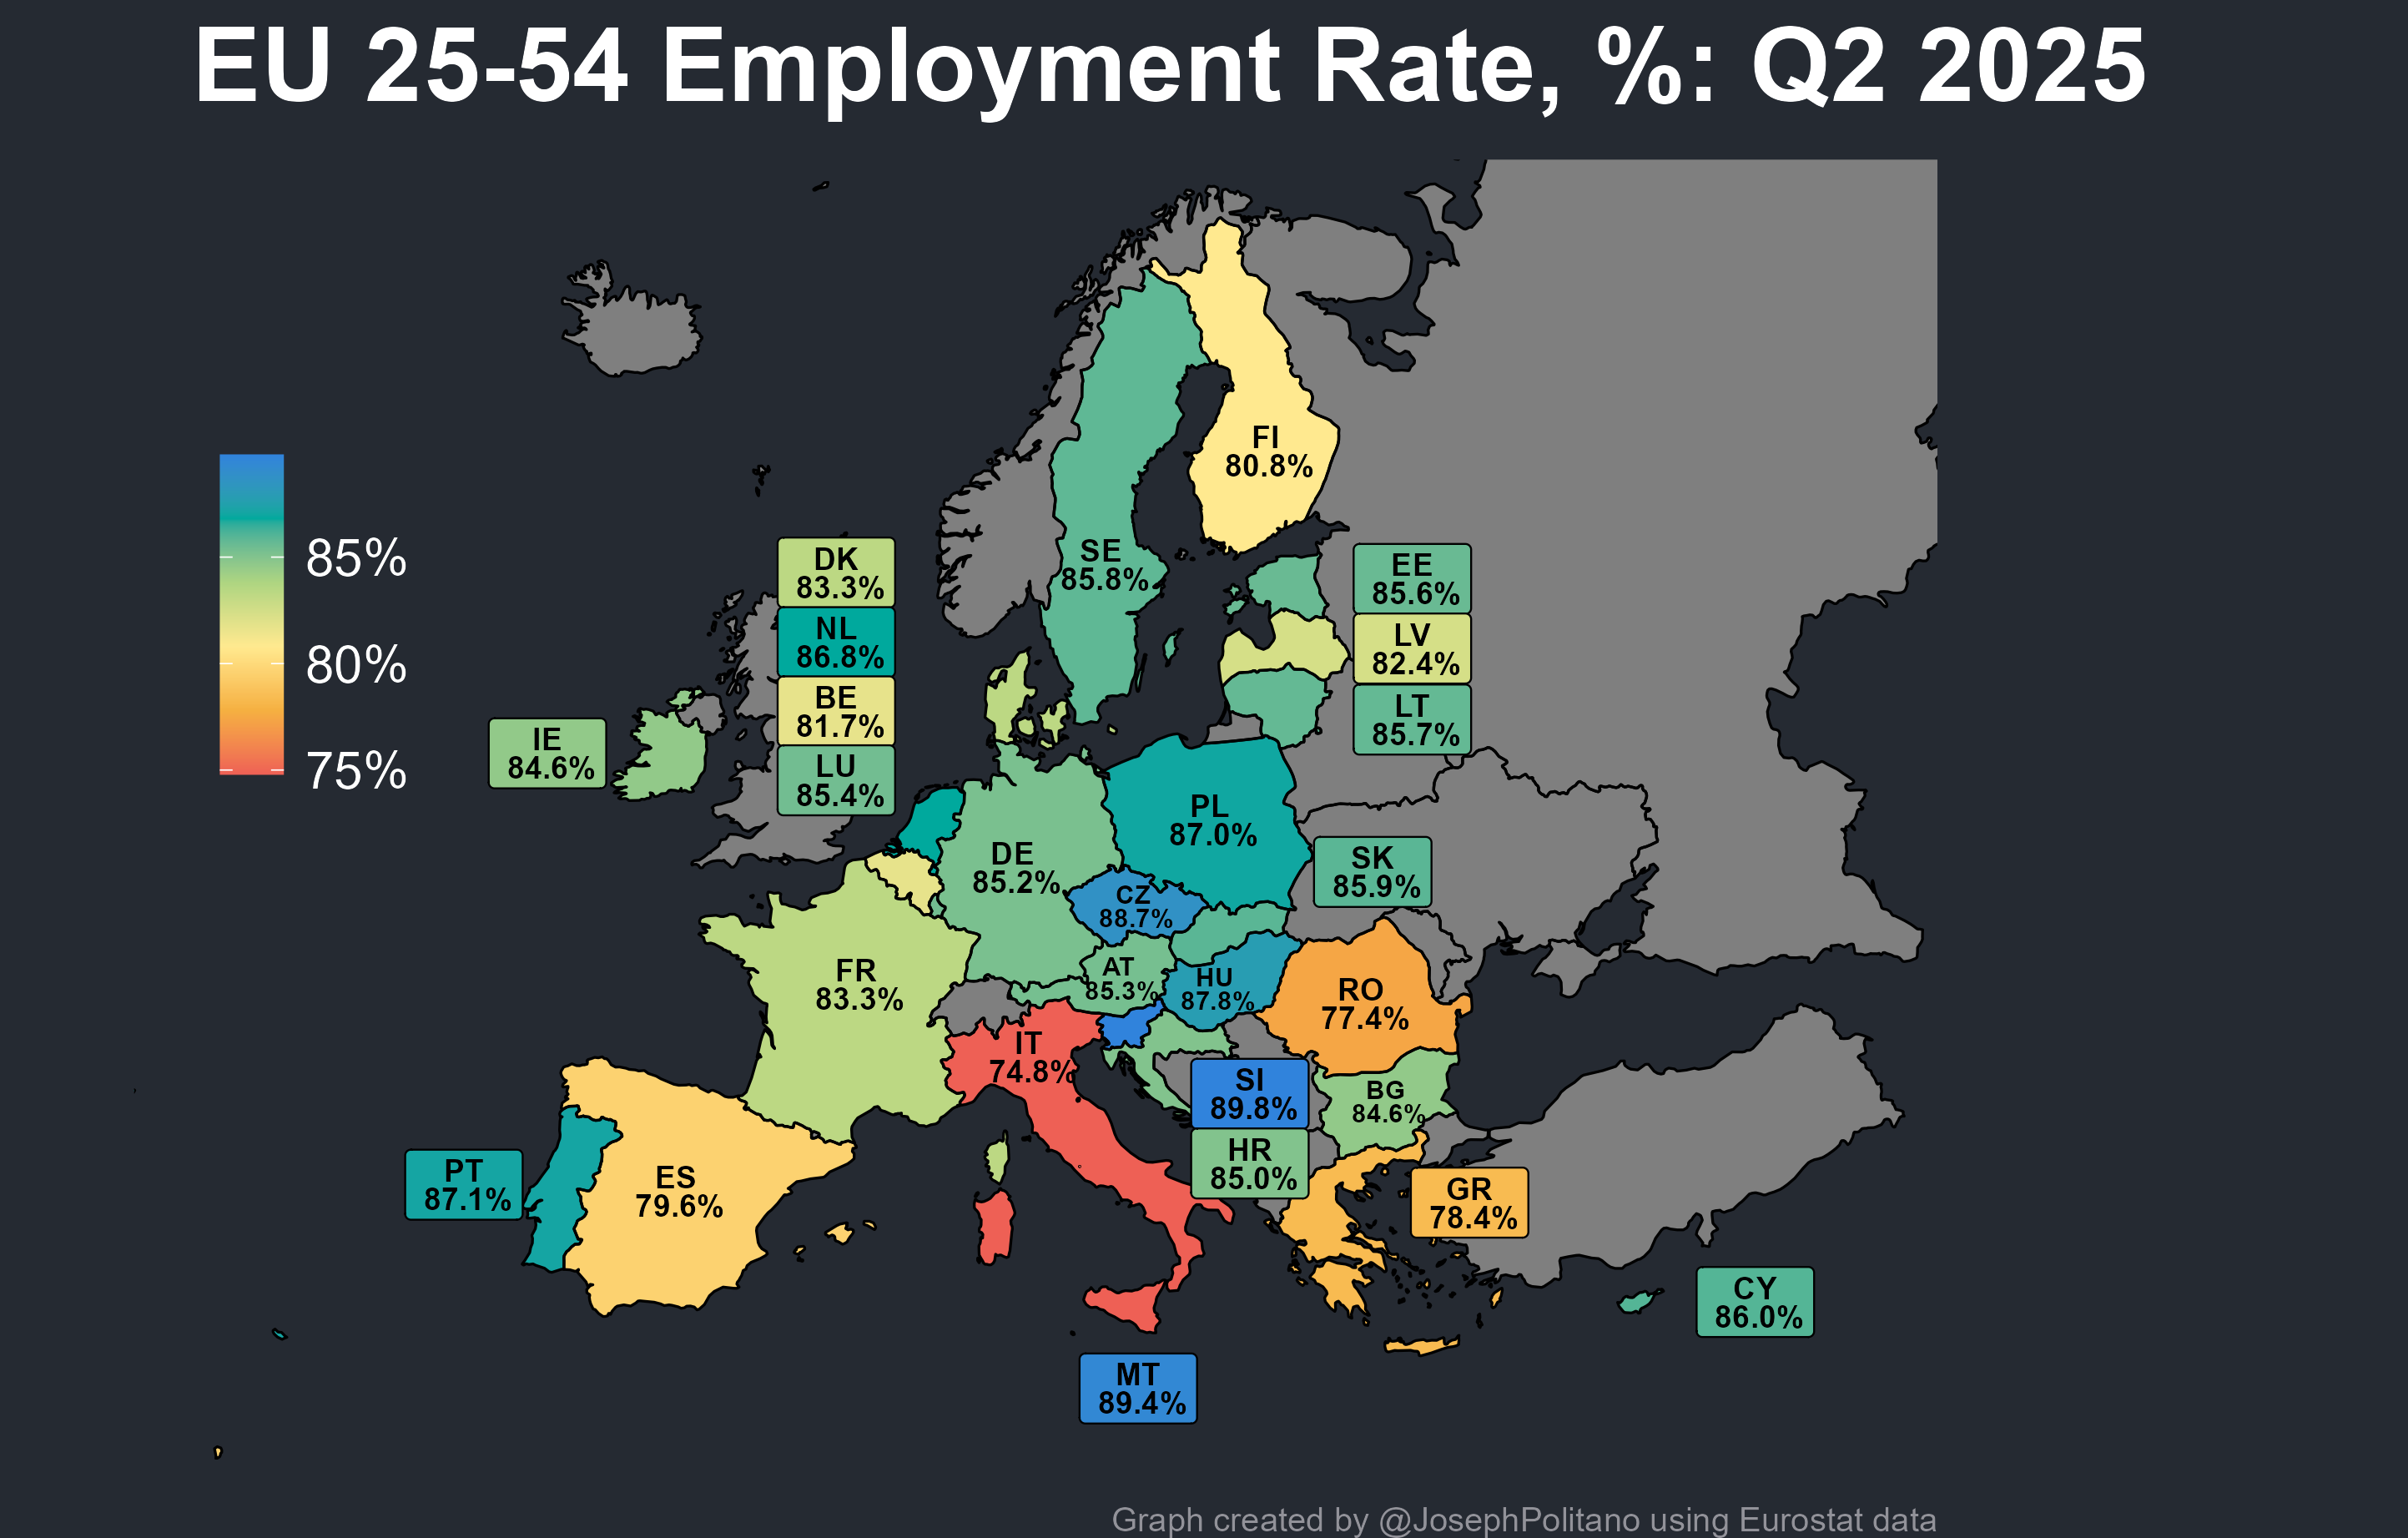 EU 25-54 Employment Rate, %: Q2 2025
85%
80%
75%
FI
80.8%
SE
85.8%
DK
83.3%
NL
86.8%
BE
81.7%
LU
85.4%
EE
85.6%
LV
82.4%
LT
85.7%
IE
84.6%
PL
87.0%
DE
85.2%
SK
85.9%
CZ
88.7%
FR
83.3%
AT
85.3%
HU
87.8%
RO
77.4%
IT
74.8%
SI
89.8%
HR
85.0%
BG
84.6%
PT
87.1%
ES
79.6%
GR
78.4%
CY
86.0%
MT
89.4%
Graph created by @JosephPolitano using Eurostat data